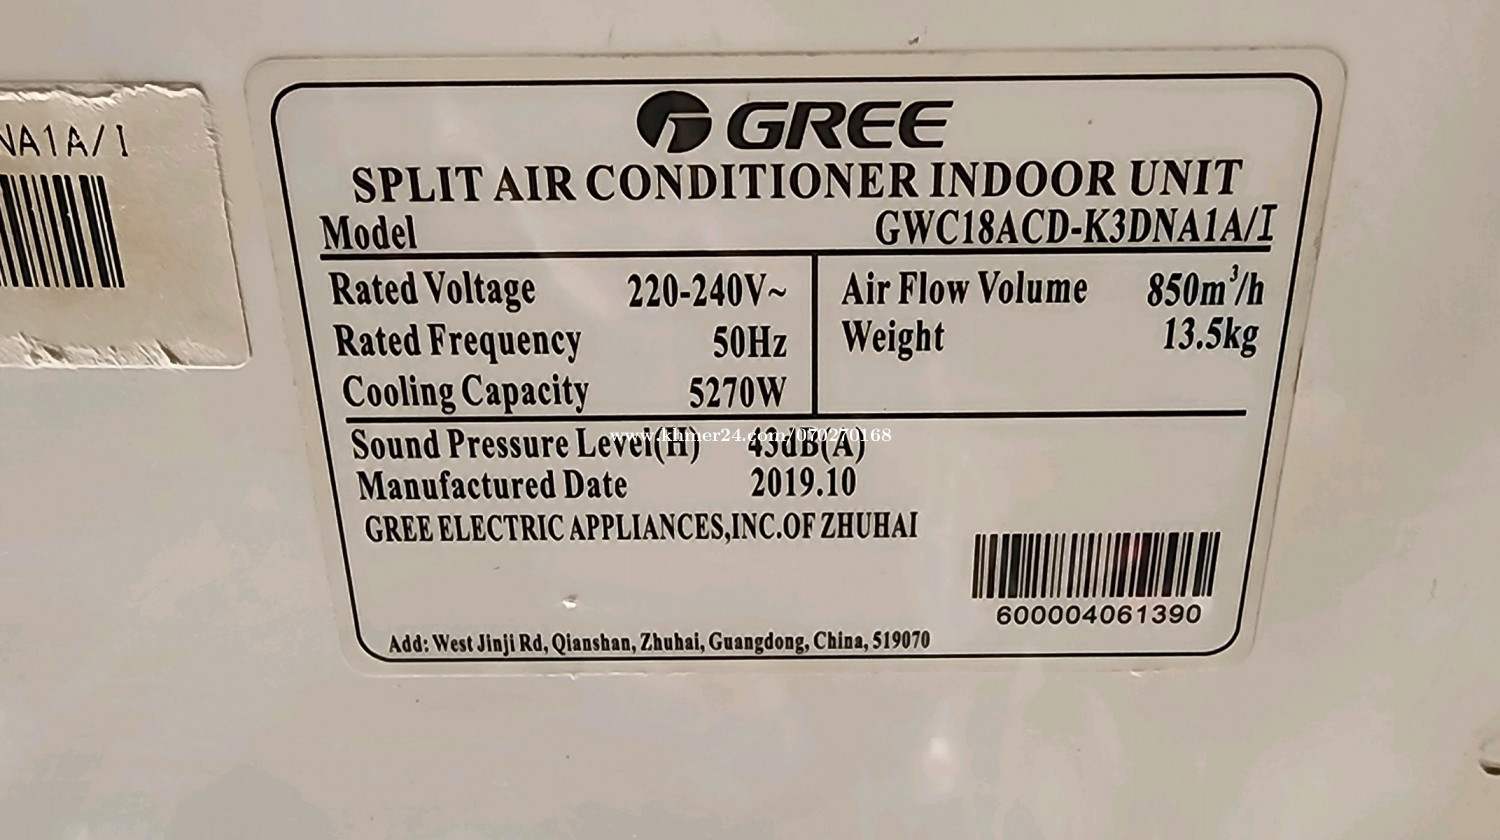 NA1A/I
GREE
SPLIT AIR CONDITIONER INDOOR UNIT
Model GWC18ACD-K3DNA1A/I
Rated Voltage 220-240V~
Air Flow Volume 850m³/h
Rated Frequency 50Hz
Weight 13.5kg
Cooling Capacity 5270W
www.khmer24.com/070270168
Sound Pressure Level(H) 43dB(A)
Manufactured Date 2019.10
GREE ELECTRIC APPLIANCES,INC.OF ZHUHAI
600004061390
Add: West Jinji Rd, Qianshan, Zhuhai, Guangdong, China, 519070